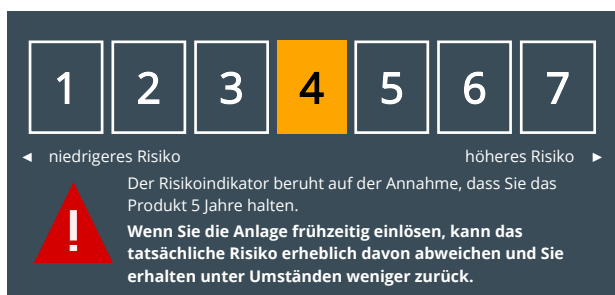 1 2 3 4 5 6 7
◄ niedrigeres Risiko höheres Risiko ►
Der Risikoindikator beruht auf der Annahme, dass Sie das
Produkt 5 Jahre halten.
!
Wenn Sie die Anlage frühzeitig einlösen, kann das
tatsächliche Risiko erheblich davon abweichen und Sie
erhalten unter Umständen weniger zurück.